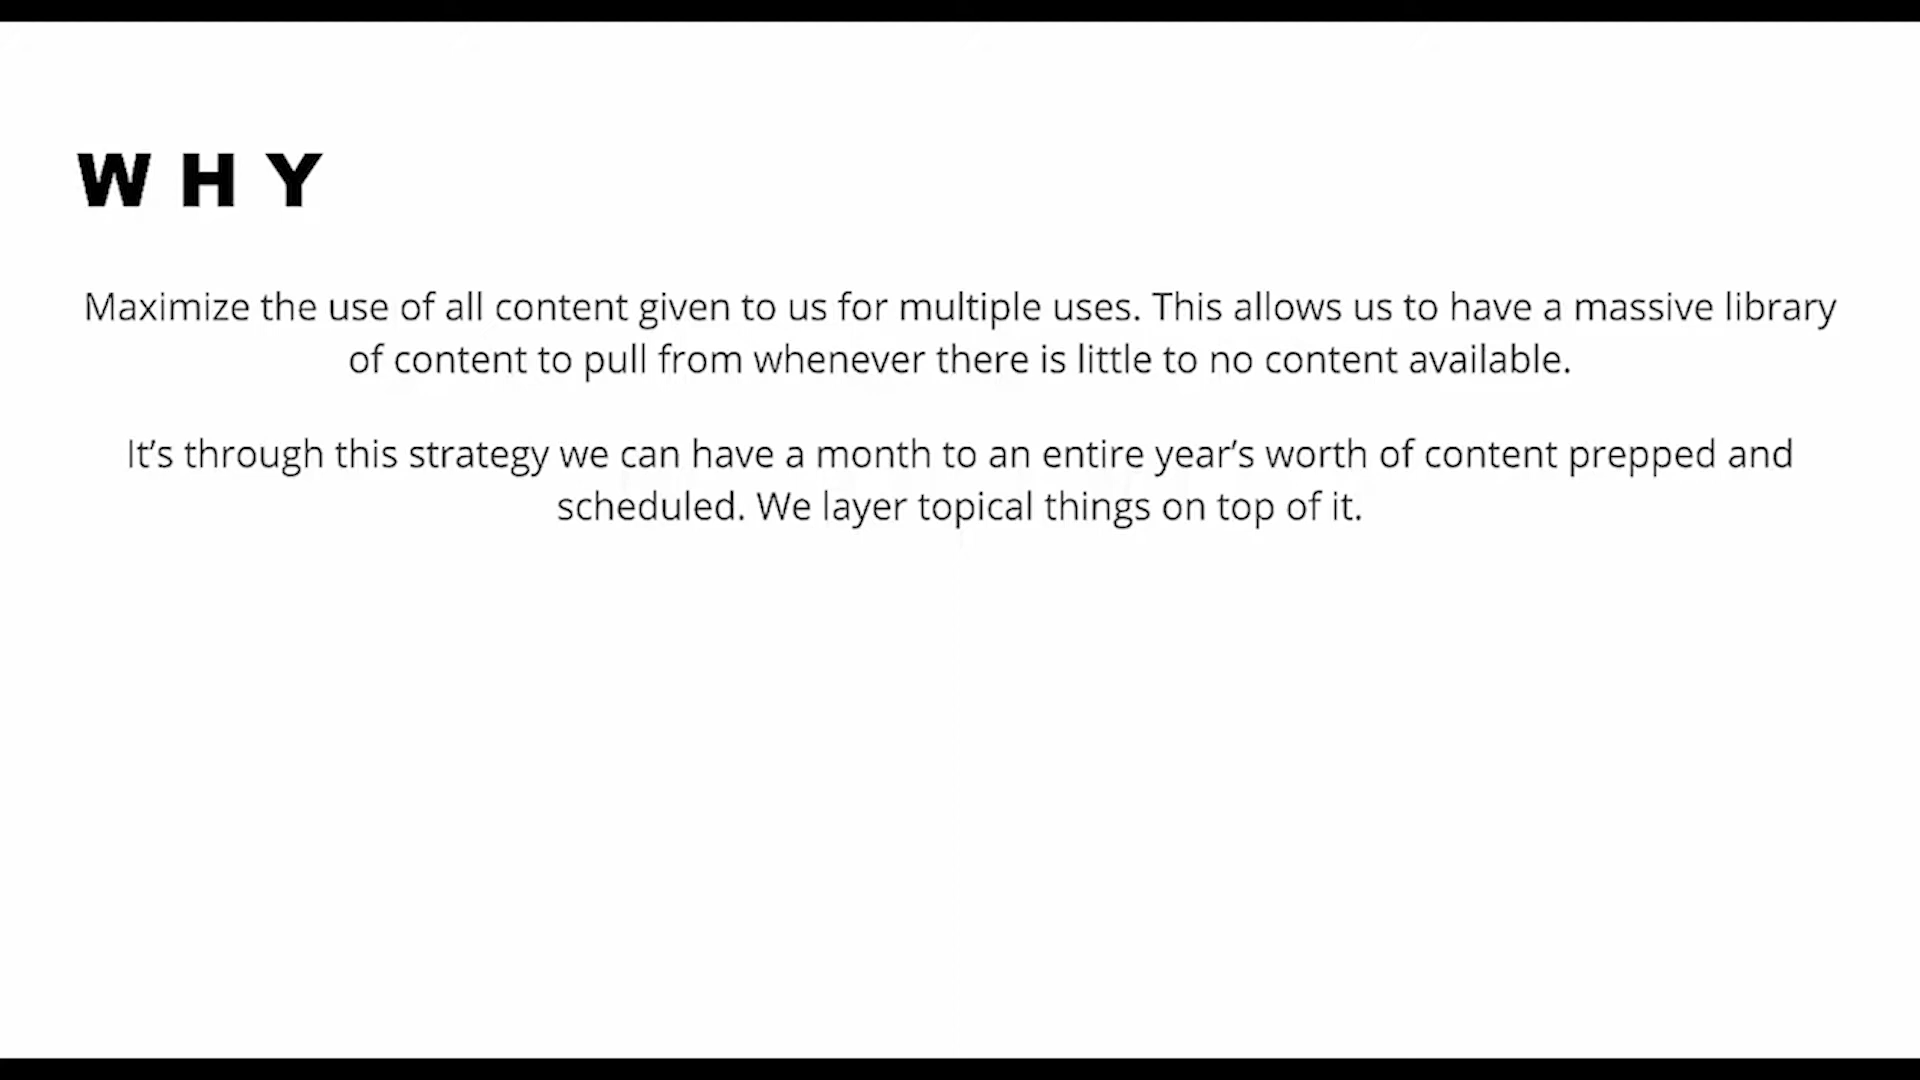 WHY
Maximize the use of all content given to us for multiple uses. This allows us to have a massive library
of content to pull from whenever there is little to no content available.
It’s through this strategy we can have a month to an entire year’s worth of content prepped and
scheduled. We layer topical things on top of it.